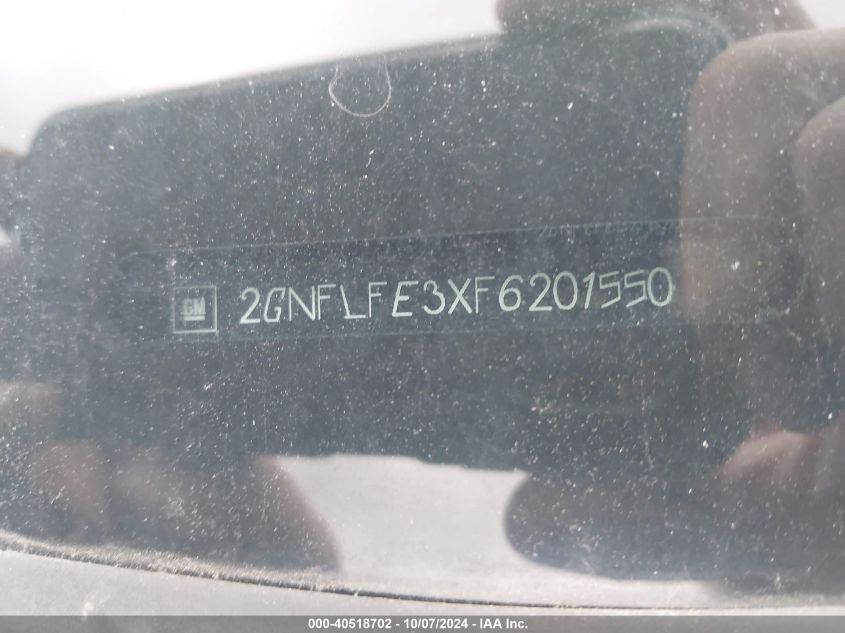 GM 2GNFLFE3XF6201550
000-40518702 - 10/07/2024 - IAA Inc.